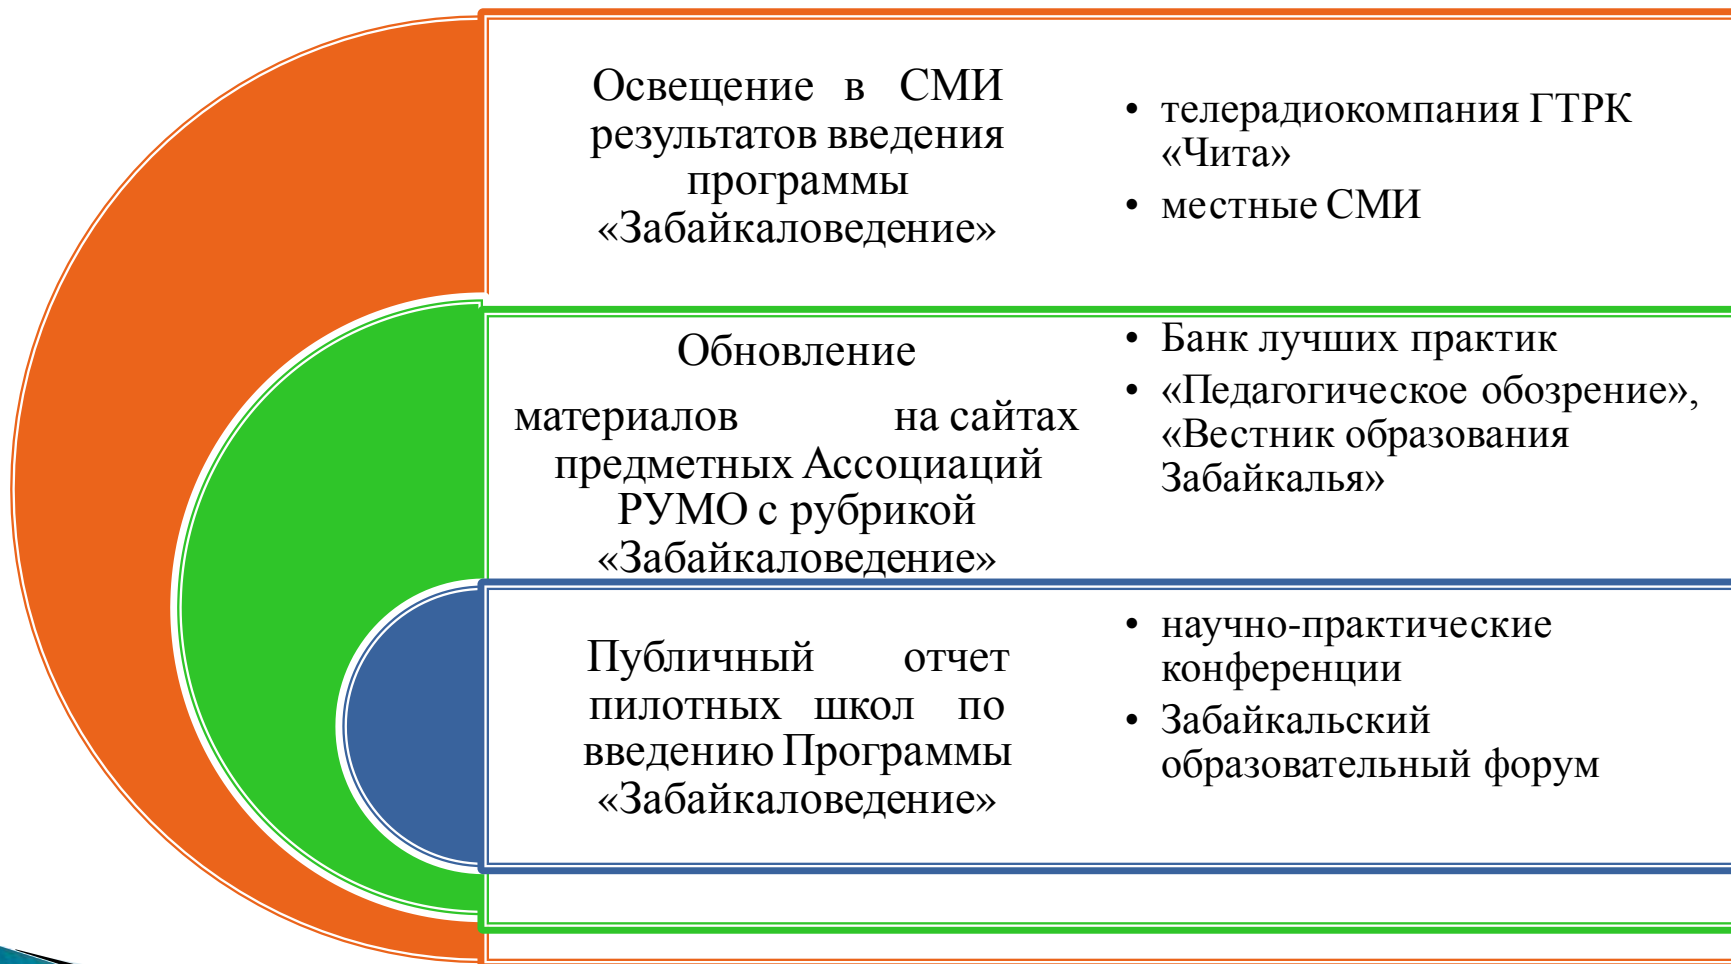 Освещение в СМИ
результатов введения
программы
«Забайкаловедение»
• телерадиокомпания ГТРК
«Чита»
• местные СМИ
Обновление
материалов на сайтах
предметных Ассоциаций
РУМО с рубрикой
«Забайкаловедение»
• Банк лучших практик
• «Педагогическое обозрение»,
«Вестник образования
Забайкалья»
Публичный отчет
пилотных школ по
введению Программы
«Забайкаловедение»
• научно-практические
конференции
• Забайкальский
образовательный форум